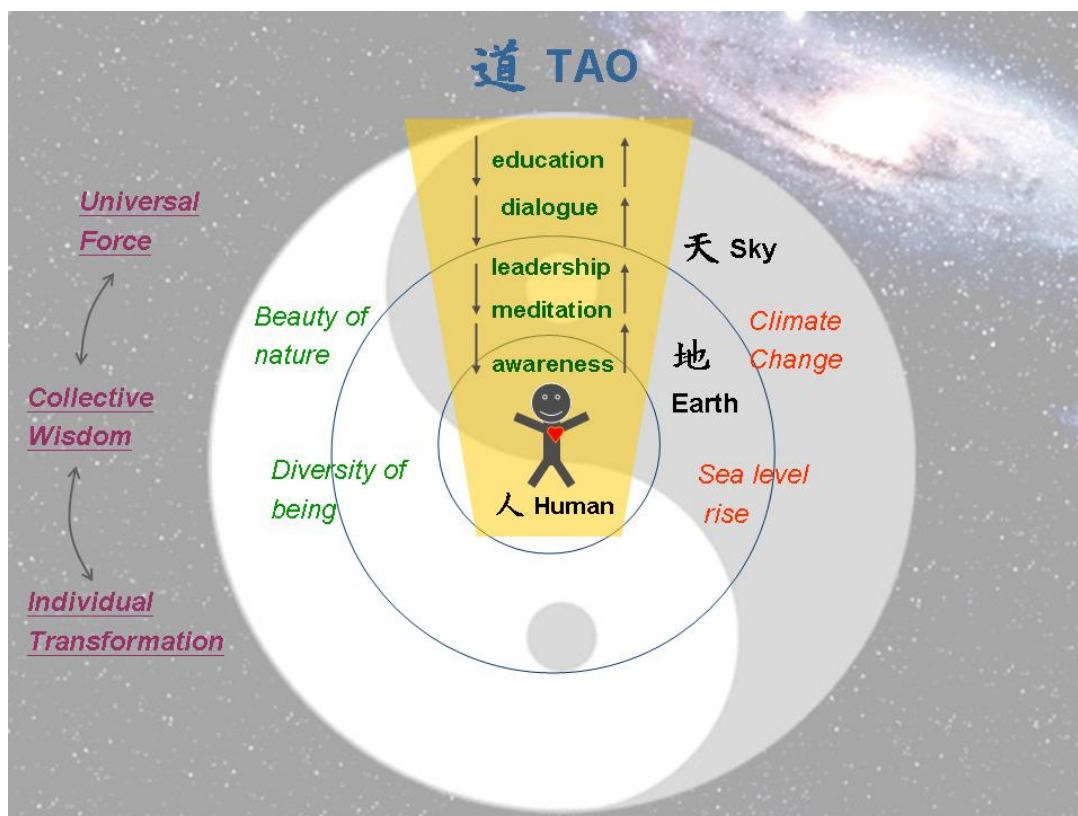 道 TAO
education
dialogue
leadership
meditation
awareness
人 Human
天 Sky
地
Earth
Universal
Force
Collective
Wisdom
Individual
Transformation
Beauty of
nature
Diversity of
being
Climate
Change
Sea level
rise